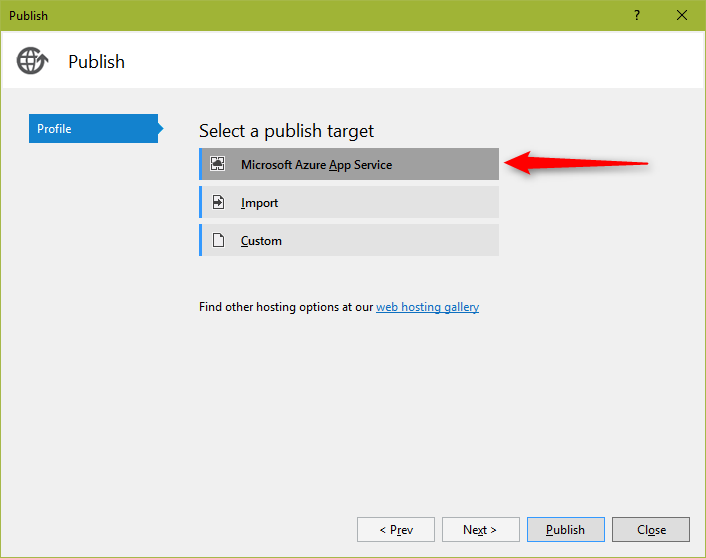 Publish
?
Publish
Profile
Select a publish target
Microsoft Azure App Service
Import
Custom
Find other hosting options at our web hosting gallery
< Prev
Next >
Publish
Close